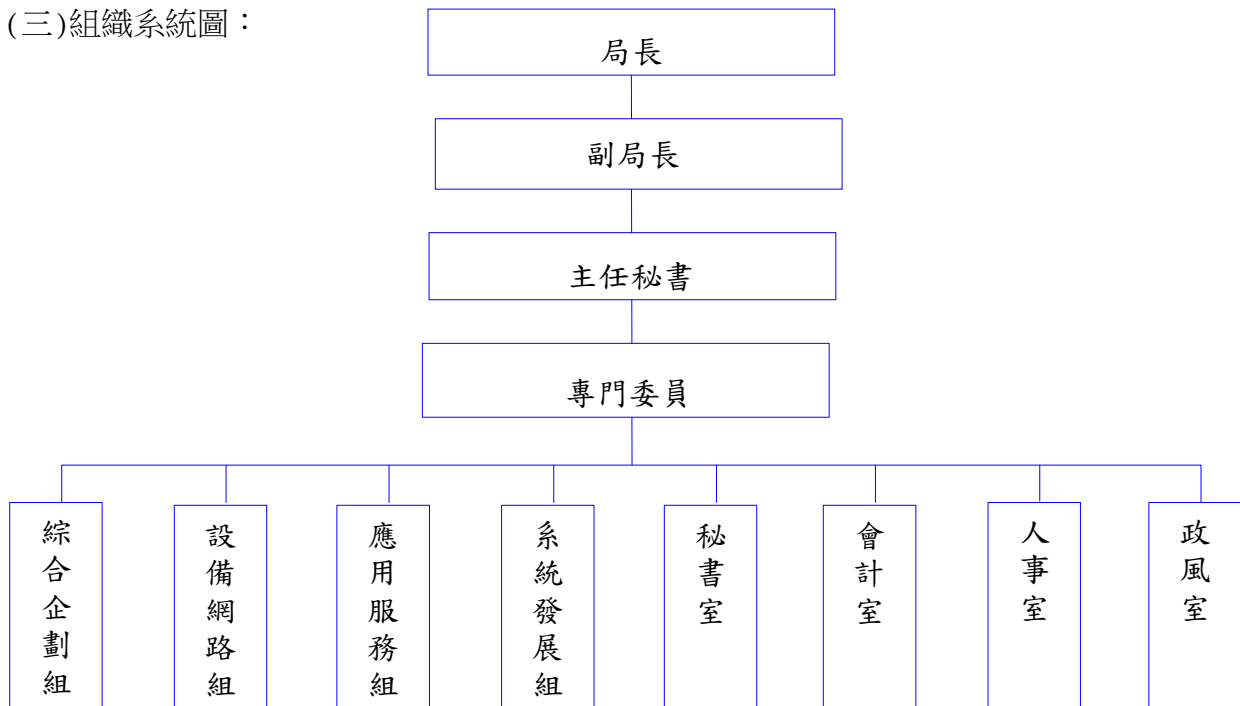 (三)組織系統圖：
局長
副局長
主任秘書
專門委員
綜合企劃組
設備網路組
應用服務組
系統發展組
秘書室
會計室
人事室
政風室